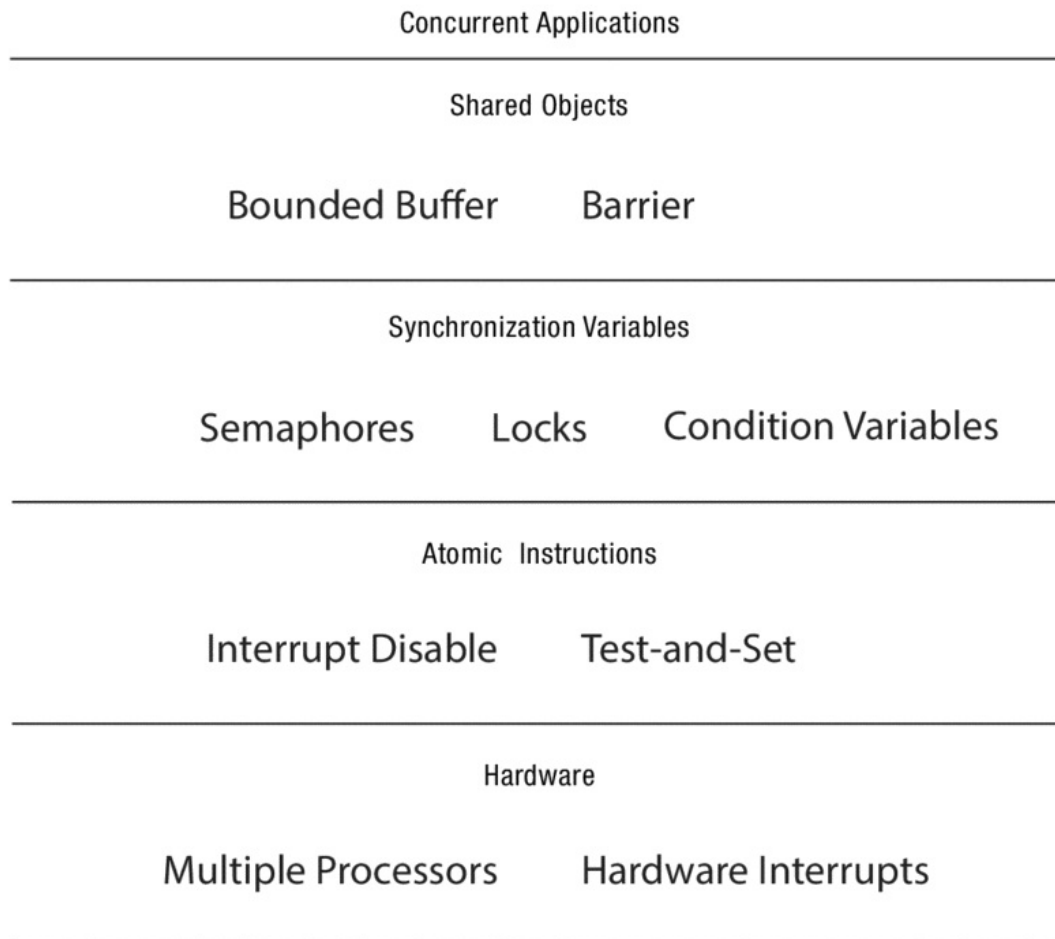 Concurrent Applications
Shared Objects
Bounded Buffer Barrier
Synchronization Variables
Semaphores Locks Condition Variables
Atomic Instructions
Interrupt Disable Test-and-Set
Hardware
Multiple Processors Hardware Interrupts